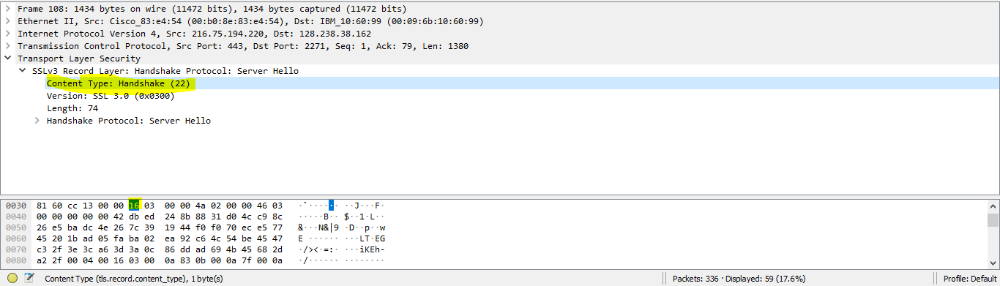 Frame 108: 1434 bytes on wire (11472 bits), 1434 bytes captured (11472 bits)
Ethernet II, Src: Cisco_83:e4:54 (00:b0:8e:83:e4:54), Dst: IBM_10:60:99 (00:09:6b:10:60:99)
Internet Protocol Version 4, Src: 216.75.194.220, Dst: 128.238.38.162
Transmission Control Protocol, Src Port: 443, Dst Port: 2271, Seq: 1, Ack: 79, Len: 1380
Transport Layer Security
SSLv3 Record Layer: Handshake Protocol: Server Hello
Content Type: Handshake (22)
Version: SSL 3.0 (0x0300)
Length: 74
Handshake Protocol: Server Hello
0030 81 60 cc 13 00 00 16 03 00 00 4a 02 00 00 46 03 ·`······ ··J···F·
0040 00 00 00 00 00 42 db ed 24 8b 88 31 d0 4c c9 8c ·····B·· $··1·L··
0050 26 e5 ba dc 4e 26 7c 39 19 44 f0 f0 70 ec e5 77 &···N&|9 ·D··p··w
0060 45 20 1b ad 05 fa ba 02 ea 92 c6 4c 54 be 45 47 E ······ ···LT·EG
0070 c3 2f 3e 3c a6 3d 3a 0c 86 dd ad 69 4b 45 68 2d ·/><·=:· ···iKEh-
0080 a2 2f 00 04 00 16 03 00 0a 83 0b 00 0a 7f 00 0a ·/······ ········
Content Type (tls.record.content_type), 1 byte(s)
Packets: 336 · Displayed: 59 (17.6%)
Profile: Default